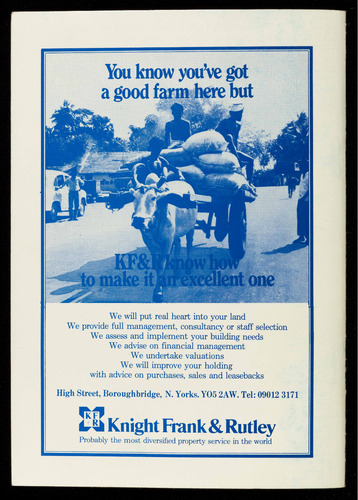 You know you've got
a good farm here but
KF&R know how
to make it an excellent one
We will put real heart into your land
We provide full management, consultancy or staff selection
We assess and implement your building needs
We advise on financial management
We undertake valuations
We will improve your holding
with advice on purchases, sales and leasebacks
High Street, Boroughbridge, N. Yorks. YO5 2AW. Tel: 09012 3171
KF
&R
Knight Frank & Rutley
Probably the most diversified property service in the world